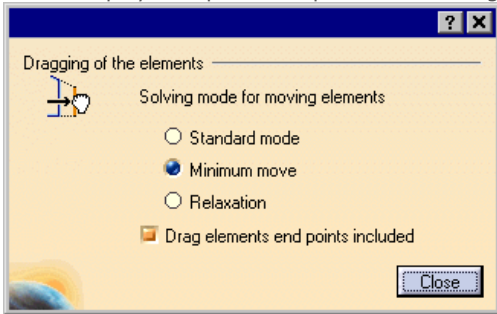 Dragging of the elements
Solving mode for moving elements
Standard mode
Minimum move
Relaxation
Drag elements end points included
Close